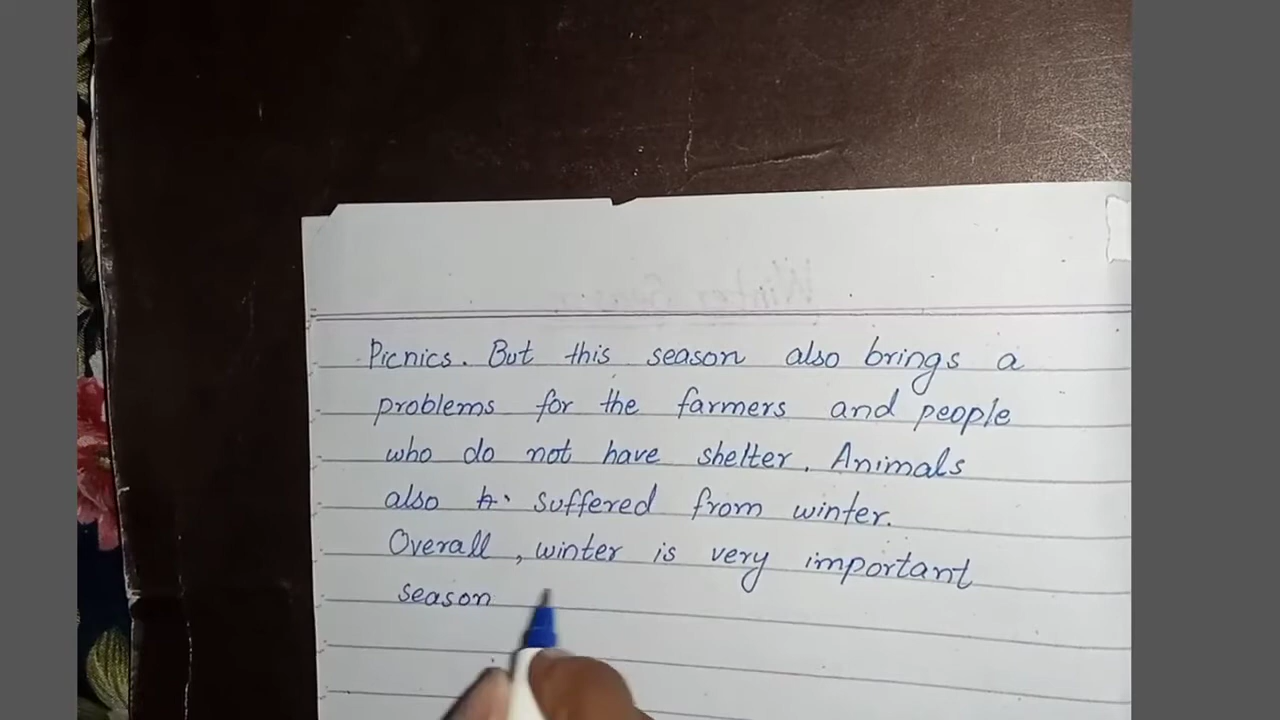 Picnics. But this season also brings a
problems for the farmers and people
who do not have shelter. Animals
also suffered from winter.
Overall, winter is very important
season